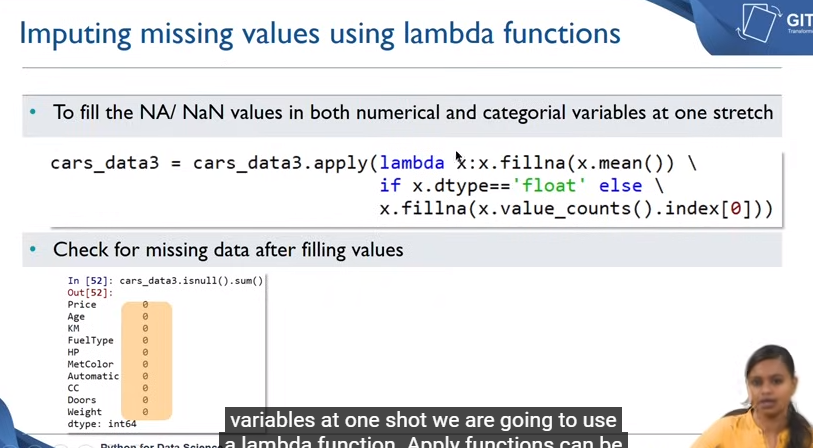 Imputing missing values using lambda functions
GIT
• To fill the NA/ NaN values in both numerical and categorial variables at one stretch
cars_data3 = cars_data3.apply(lambda x:x.fillna(x.mean()) \
if x.dtype=='float' else \
x.fillna(x.value_counts().index[0]))
• Check for missing data after filling values
In [52]: cars_data3.isnull().sum()
Out[52]:
Price 0
Age 0
KM 0
FuelType 0
HP 0
MetColor 0
Automatic 0
CC 0
Doors 0
Weight 0
dtype: int64
Python for Data Scienc
variables at one shot we are going to use
a lambda function. Apply functions can be